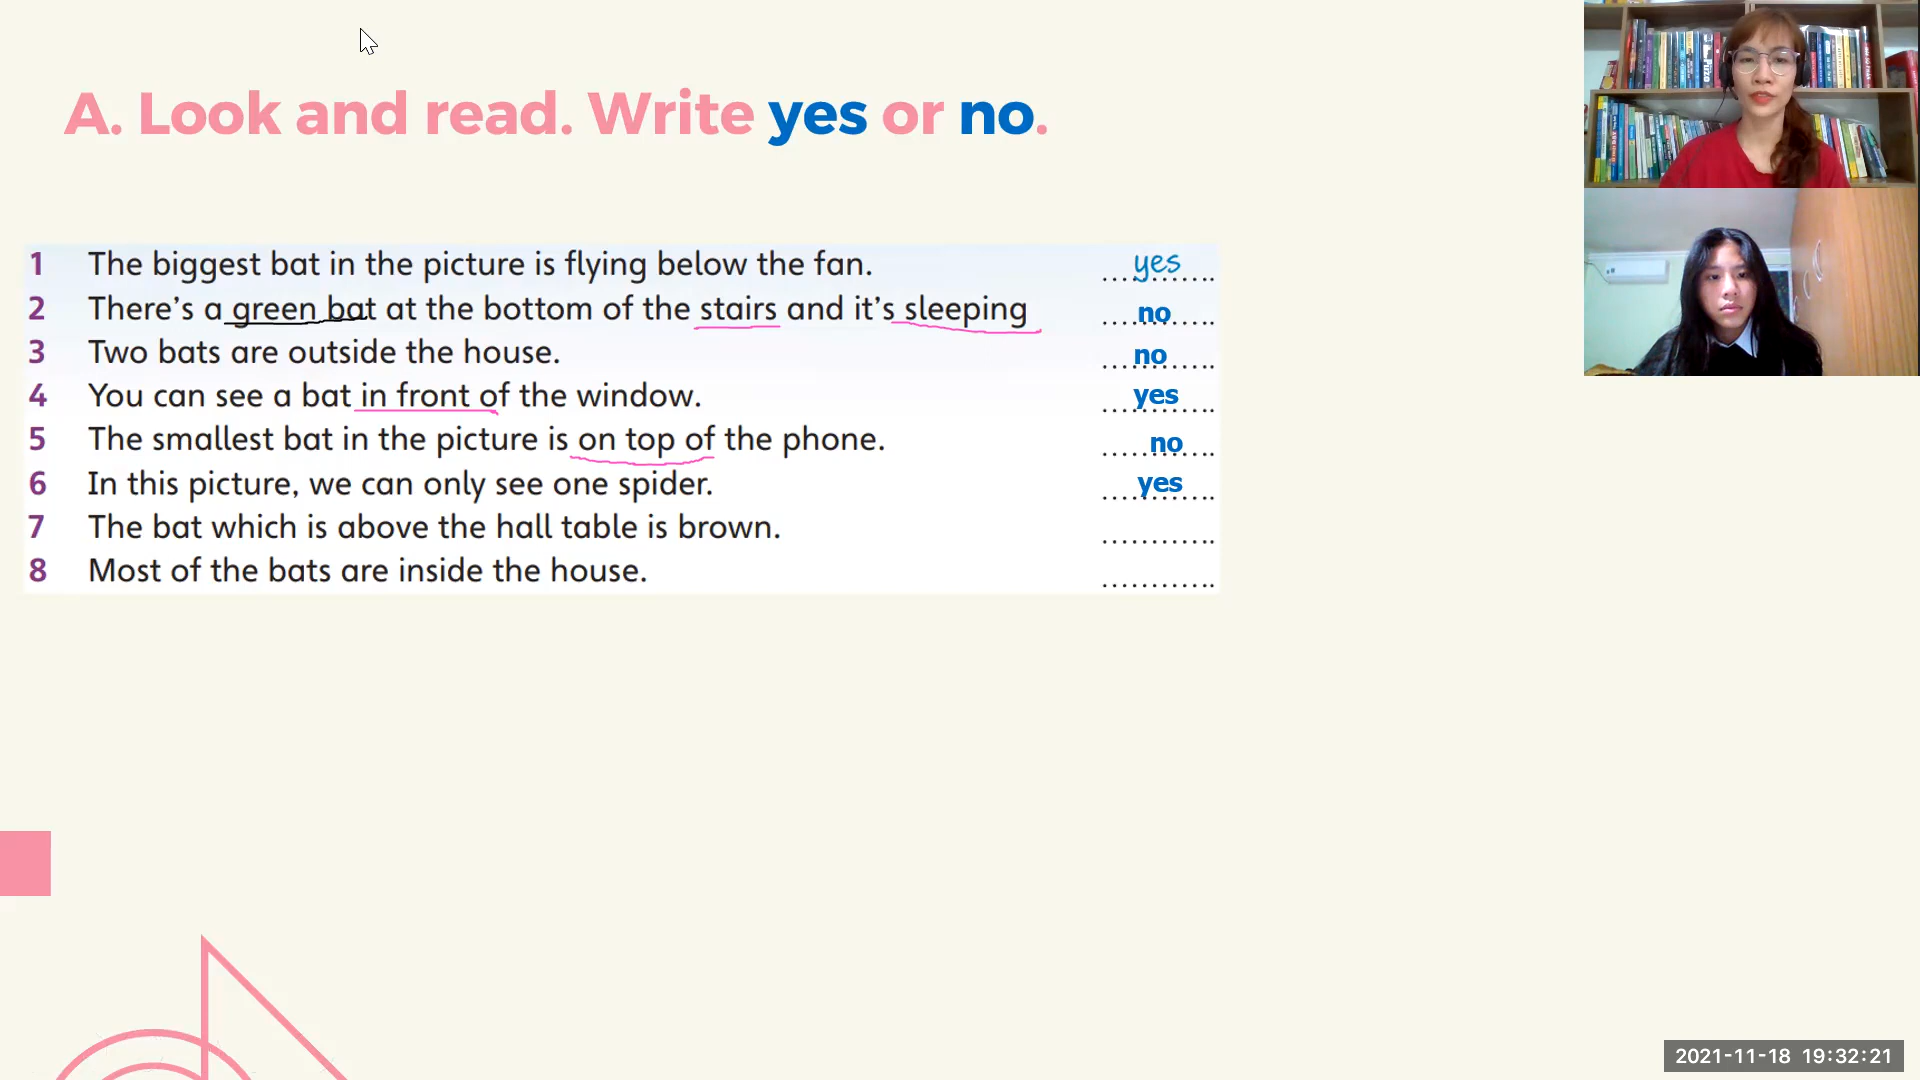 A. Look and read. Write yes or no.
1 The biggest bat in the picture is flying below the fan. ....yes....
2 There's a green bat at the bottom of the stairs and it's sleeping ....no....
3 Two bats are outside the house. ....no....
4 You can see a bat in front of the window. ....yes....
5 The smallest bat in the picture is on top of the phone. ....no....
6 In this picture, we can only see one spider. ....yes....
7 The bat which is above the hall table is brown. ...........
8 Most of the bats are inside the house. ...........
2021-11-18 19:32:21